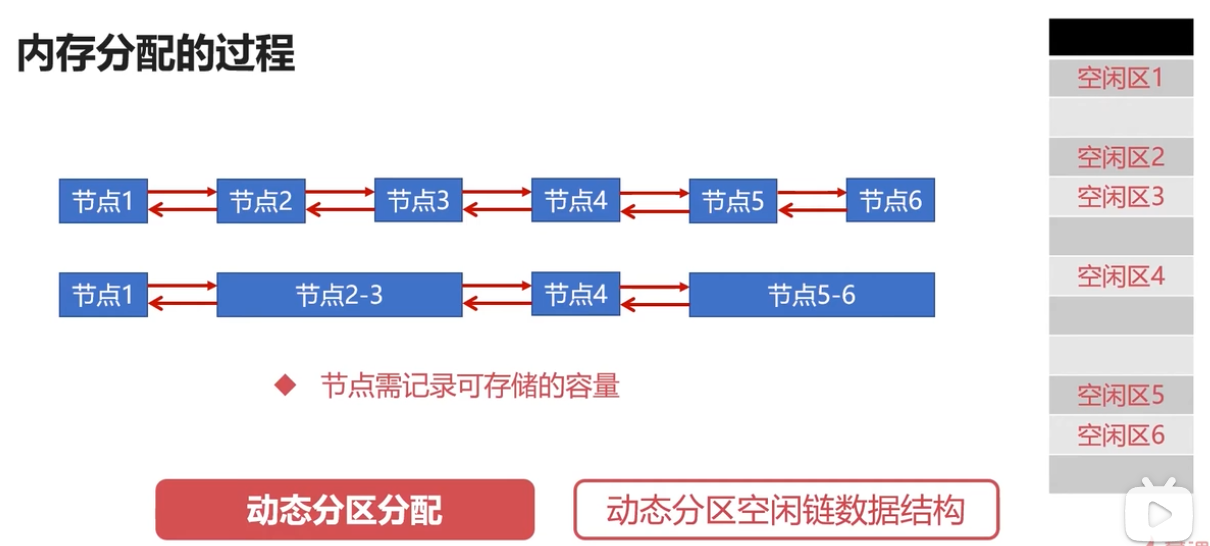 内存分配的过程
空闲区1
空闲区2
空闲区3
空闲区4
空闲区5
空闲区6
节点1
节点2
节点3
节点4
节点5
节点6
节点1
节点2-3
节点4
节点5-6
节点需记录可存储的容量
动态分区分配
动态分区空闲链数据结构